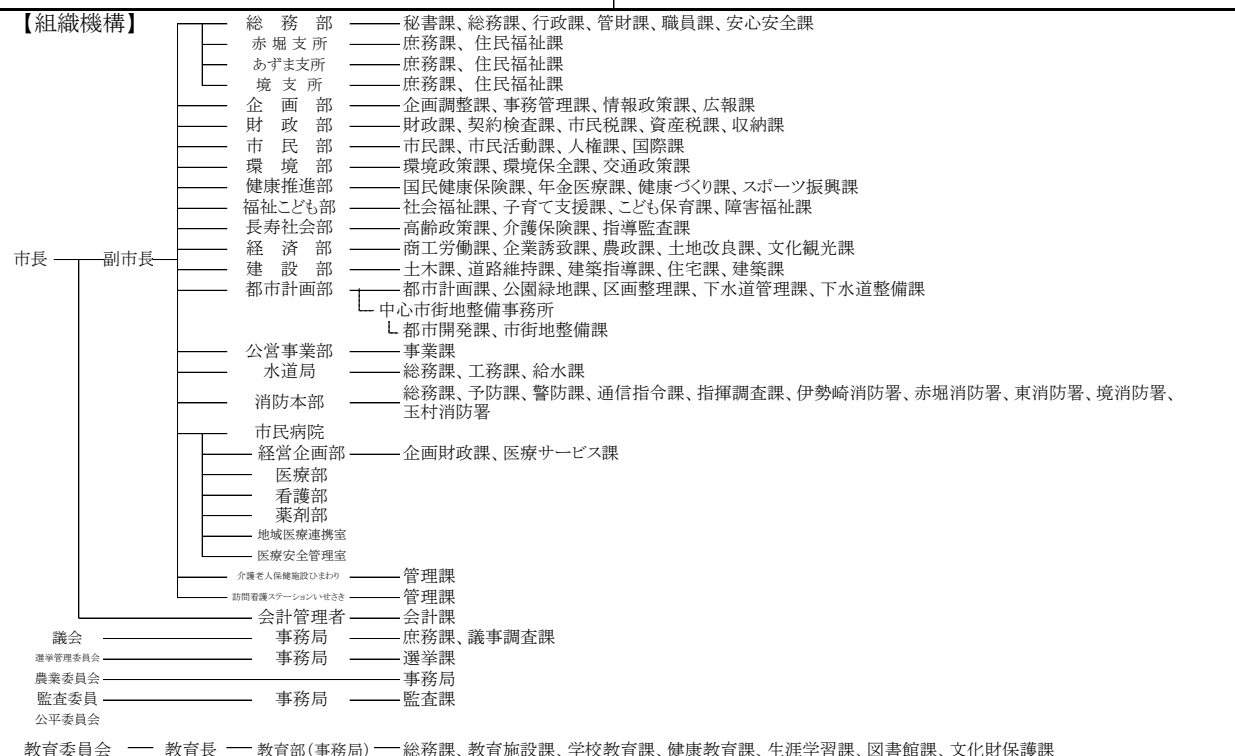 【組織機構】
総務部 秘書課、総務課、行政課、管財課、職員課、安心安全課
赤堀支所 庶務課、住民福祉課
あずま支所 庶務課、住民福祉課
境支所 庶務課、住民福祉課
企画部 企画調整課、事務管理課、情報政策課、広報課
財政部 財政課、契約検査課、市民税課、資産税課、収納課
市民部 市民課、市民活動課、人権課、国際課
環境部 環境政策課、環境保全課、交通政策課
健康推進部 国民健康保険課、年金医療課、健康づくり課、スポーツ振興課
福祉こども部 社会福祉課、子育て支援課、こども保育課、障害福祉課
長寿社会部 高齢政策課、介護保険課、指導監査課
市長 副市長 経済部 商工労働課、企業誘致課、農政課、土地改良課、文化観光課
建設部 土木課、道路維持課、建築指導課、住宅課、建築課
都市計画部 都市計画課、公園緑地課、区画整理課、下水道管理課、下水道整備課
中心市街地整備事務所
都市開発課、市街地整備課
公営事業部 事業課
水道局 総務課、工務課、給水課
消防本部 総務課、予防課、警防課、通信指令課、指揮調査課、伊勢崎消防署、赤堀消防署、東消防署、境消防署、
玉村消防署
市民病院
経営企画部 企画財政課、医療サービス課
医療部
看護部
薬剤部
地域医療連携室
医療安全管理室
介護老人保健施設ひまわり 管理課
訪問看護ステーションいせさき 管理課
会計管理者 会計課
議会 事務局 庶務課、議事調査課
選挙管理委員会 事務局 選挙課
農業委員会 事務局
監査委員 事務局 監査課
公平委員会
教育委員会 教育長 教育部(事務局) 総務課、教育施設課、学校教育課、健康教育課、生涯学習課、図書館課、文化財保護課